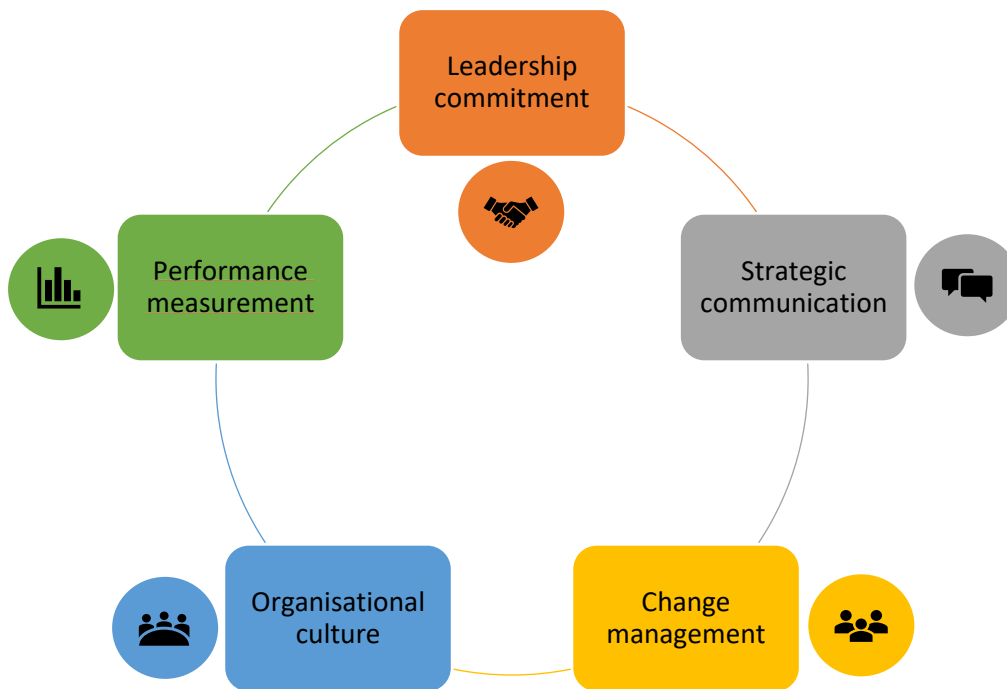 Leadership
commitment
Strategic
communication
Change
management
Organisational
culture
Performance
measurement